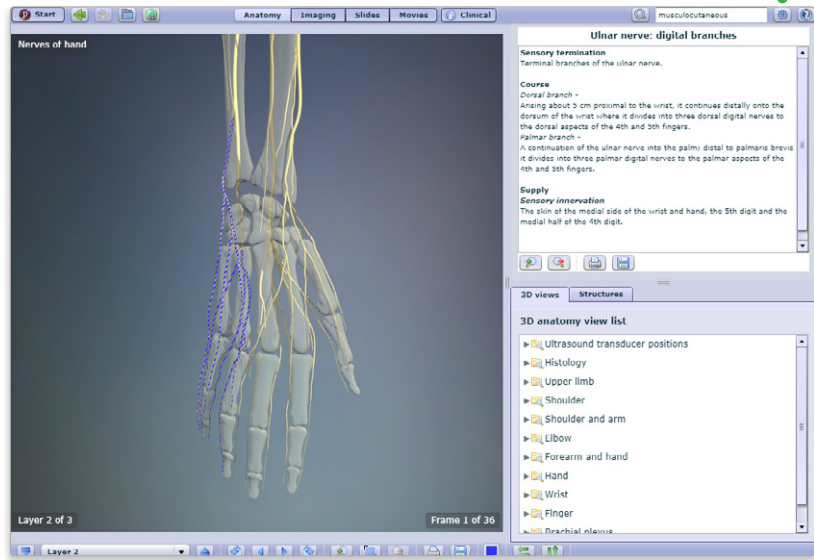 Start
Anatomy
Imaging
Slides
Movies
Clinical
musculocutaneous
Nerves of hand
Ulnar nerve: digital branches
Sensory termination
Terminal branches of the ulnar nerve.
Course
Dorsal branch -
Arising about 5 cm proximal to the wrist, it continues distally onto the
dorsum of the wrist where it divides into three dorsal digital nerves to
the dorsal aspects of the 4th and 5th fingers.
Palmar branch -
A continuation of the ulnar nerve into the palm; distal to palmaris brevis
it divides into three palmar digital nerves to the palmar aspects of the
4th and 5th fingers.
Supply
Sensory innervation
The skin of the medial side of the wrist and hand, the 5th digit and the
medial half of the 4th digit.
3D views
Structures
3D anatomy view list
Ultrasound transducer positions
Histology
Upper limb
Shoulder
Shoulder and arm
Elbow
Forearm and hand
Hand
Wrist
Finger
Brachial plexus
Layer 2 of 3
Frame 1 of 36
Layer 2